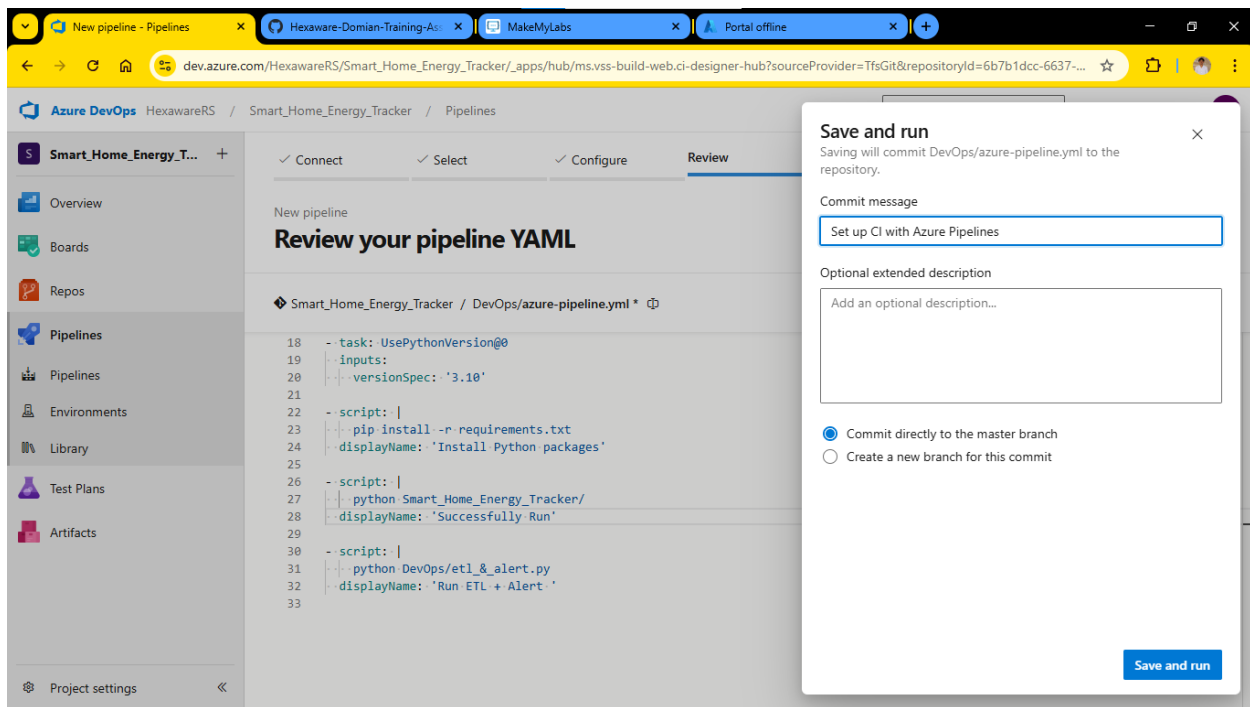 New pipeline - Pipelines
Hexaware-Domian-Training-Ass
MakeMyLabs
Portal offline
dev.azure.com/HexawareRS/Smart_Home_Energy_Tracker/_apps/hub/ms.vss-build-web.ci-designer-hub?sourceProvider=TfsGit&repositoryId=6b7b1dcc-6637-...
Azure DevOps HexawareRS / Smart_Home_Energy_Tracker / Pipelines
S Smart_Home_Energy_T... +
Overview
Boards
Repos
Pipelines
Pipelines
Environments
Library
Test Plans
Artifacts
Project settings
Connect
Select
Configure
Review
New pipeline
Review your pipeline YAML
Smart_Home_Energy_Tracker / DevOps/azure-pipeline.yml *
18 - task: UsePythonVersion@0
19 inputs:
20 versionSpec: '3.10'
21
22 - script: |
23 pip install -r requirements.txt
24 displayName: 'Install Python packages'
25
26 - script: |
27 python Smart_Home_Energy_Tracker/
28 displayName: 'Successfully Run'
29
30 - script: |
31 python DevOps/etl_&_alert.py
32 displayName: 'Run ETL + Alert '
33
Save and run
Saving will commit DevOps/azure-pipeline.yml to the
repository.
Commit message
Set up CI with Azure Pipelines
Optional extended description
Add an optional description...
Commit directly to the master branch
Create a new branch for this commit
Save and run